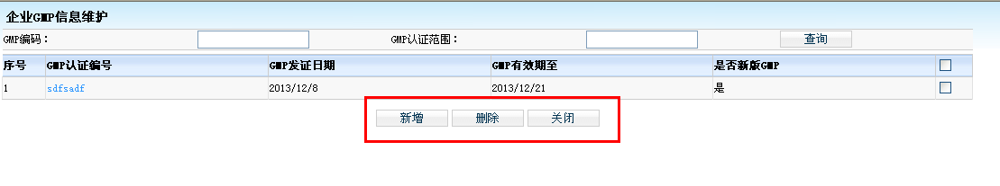 企业GMP信息维护
GMP编码： GMP认证范围： 查询
序号 GMP认证编号 GMP发证日期 GMP有效期至 是否新版GMP
1 sdfsadf 2013/12/8 2013/12/21 是
新增 删除 关闭